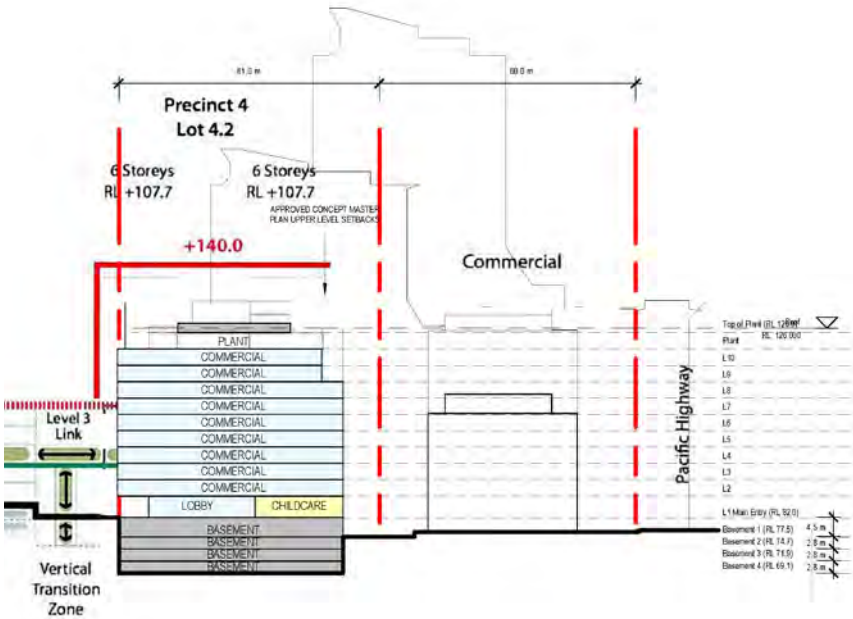 61.0 m
60.0 m
Precinct 4
Lot 4.2
6 Storeys
RL +107.7
6 Storeys
RL +107.7
APPROVED CONCEPT MASTER
PLAN UPPER LEVEL SETBACKS
+140.0
Commercial
Top of Plant
Roof
RL 126.000
PLANT
Plant
COMMERCIAL
L10
COMMERCIAL
L9
COMMERCIAL
L8
COMMERCIAL
L7
COMMERCIAL
L6
COMMERCIAL
L5
COMMERCIAL
L4
COMMERCIAL
L3
COMMERCIAL
L2
Level 3
Link
Pacific Highway
LOBBY
CHILDCARE
L1 Main Entry (RL 82.0)
BASEMENT
Basement 1 (RL 77.5) 4.5 m
BASEMENT
Basement 2 (RL 74.7) 2.8 m
BASEMENT
Basement 3 (RL 71.9) 2.8 m
BASEMENT
Basement 4 (RL 69.1) 2.8 m
Vertical
Transition
Zone